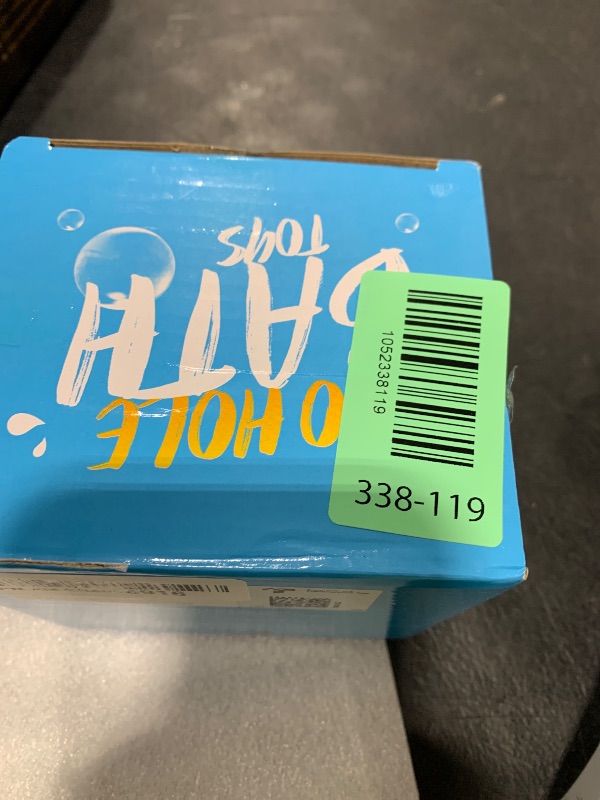 O HOLE
BATH
TOYS
1052338119
338-119